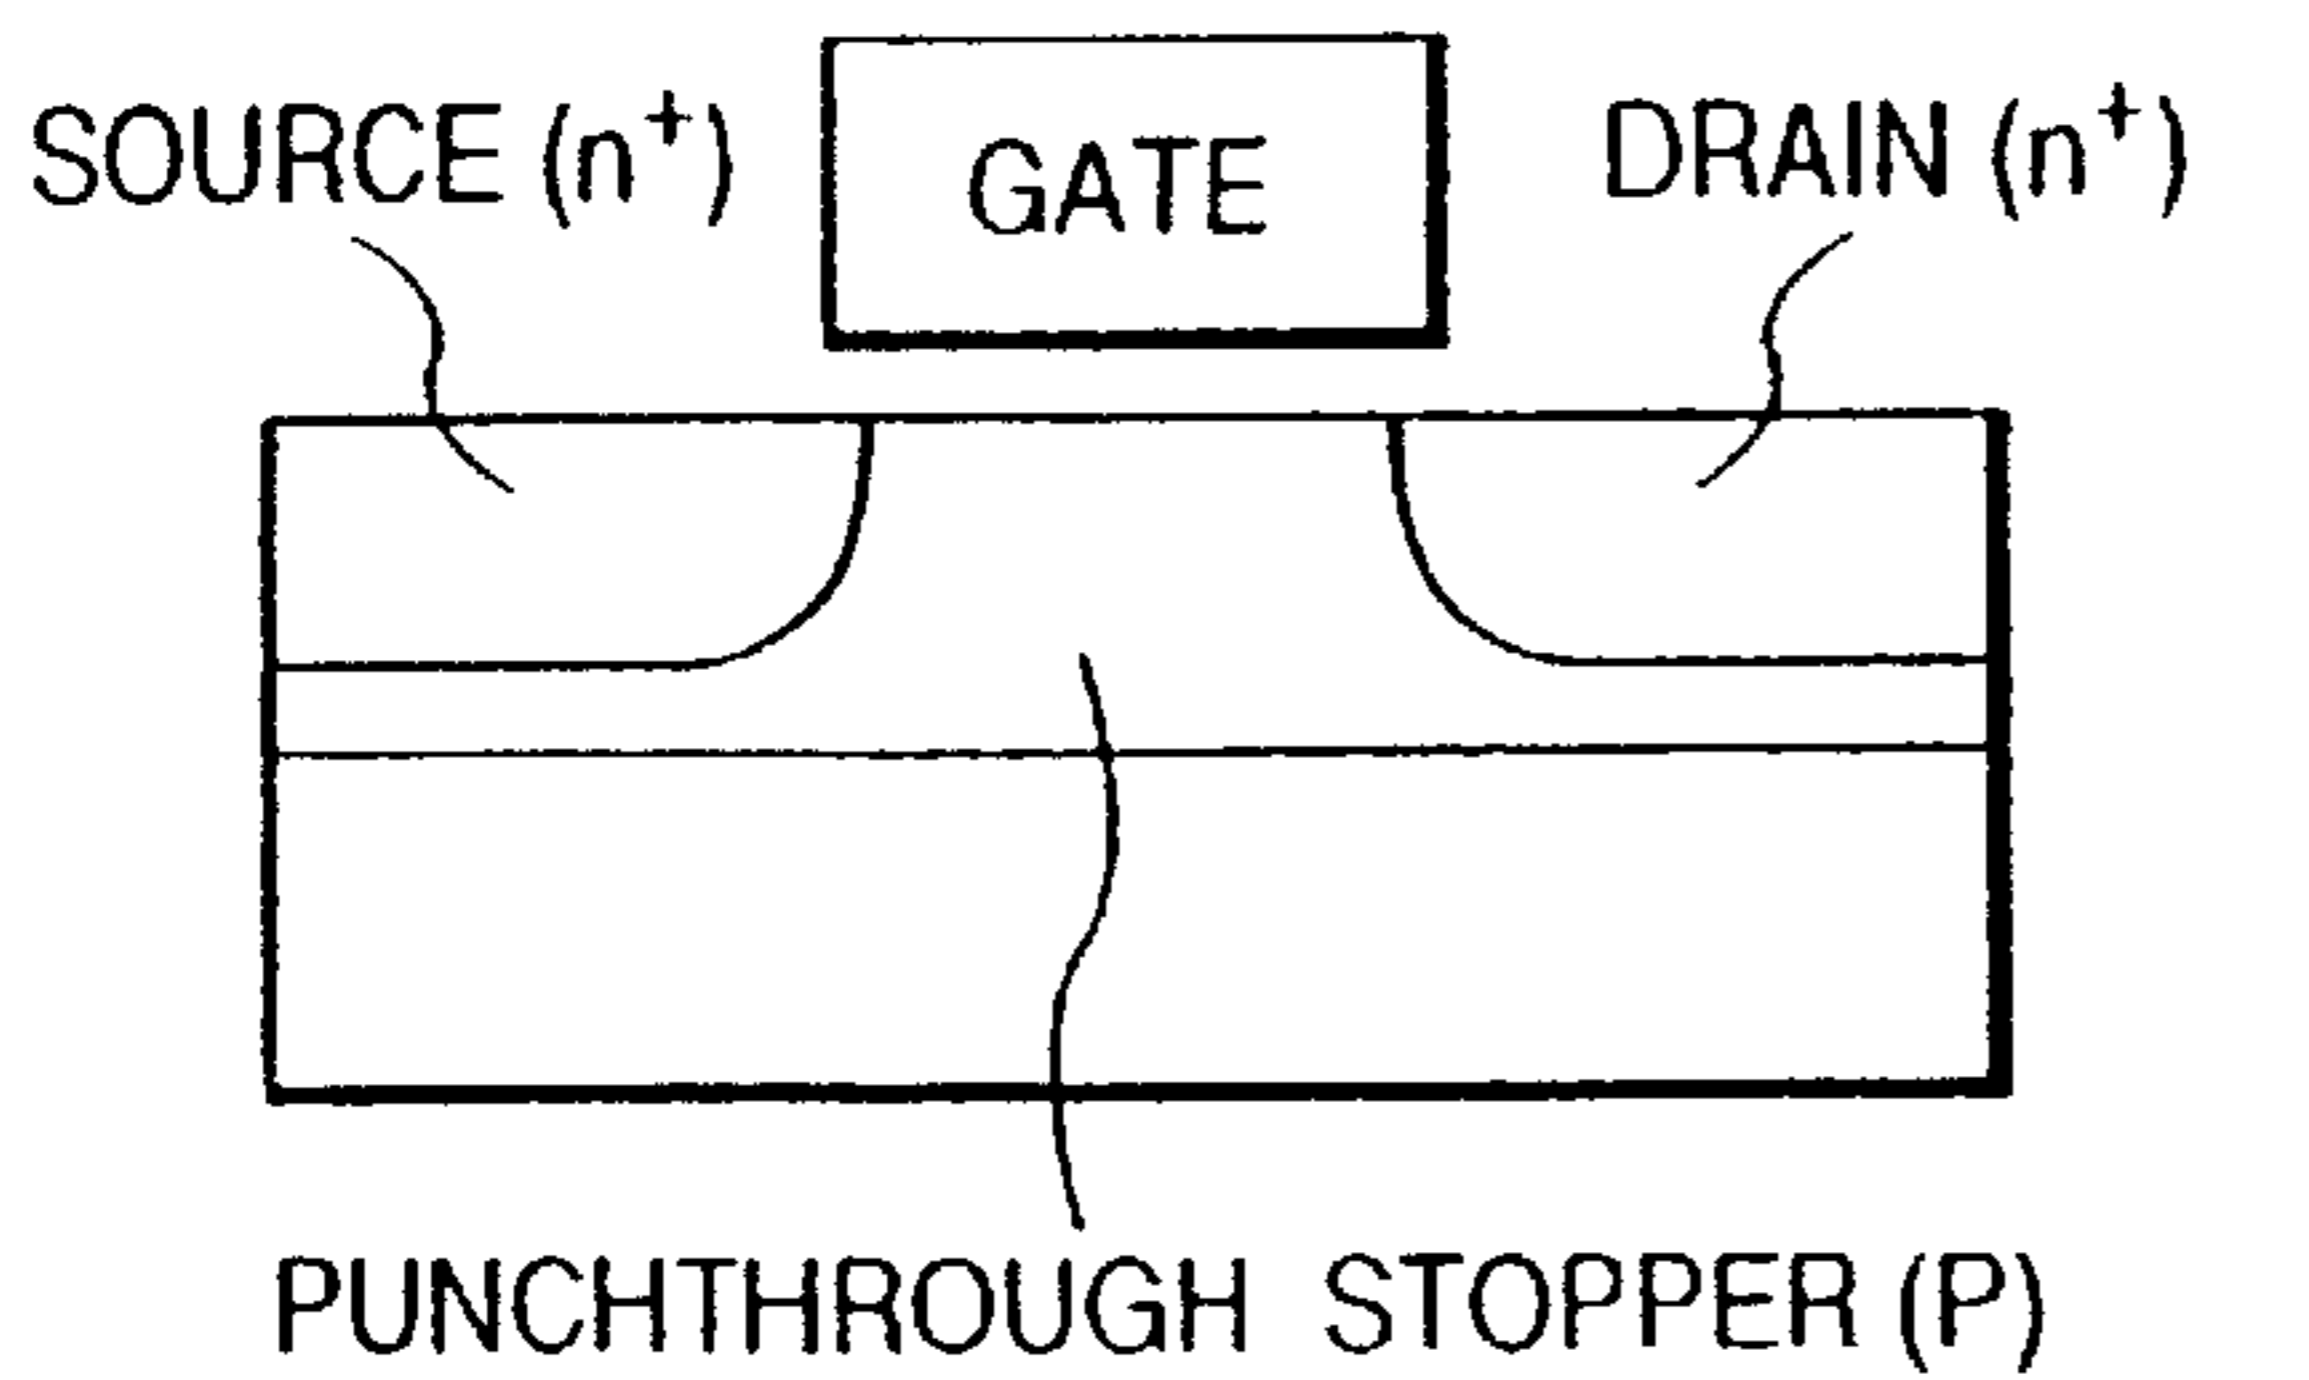 SOURCE (n⁺)
GATE
DRAIN (n⁺)
PUNCHTHROUGH STOPPER (P)